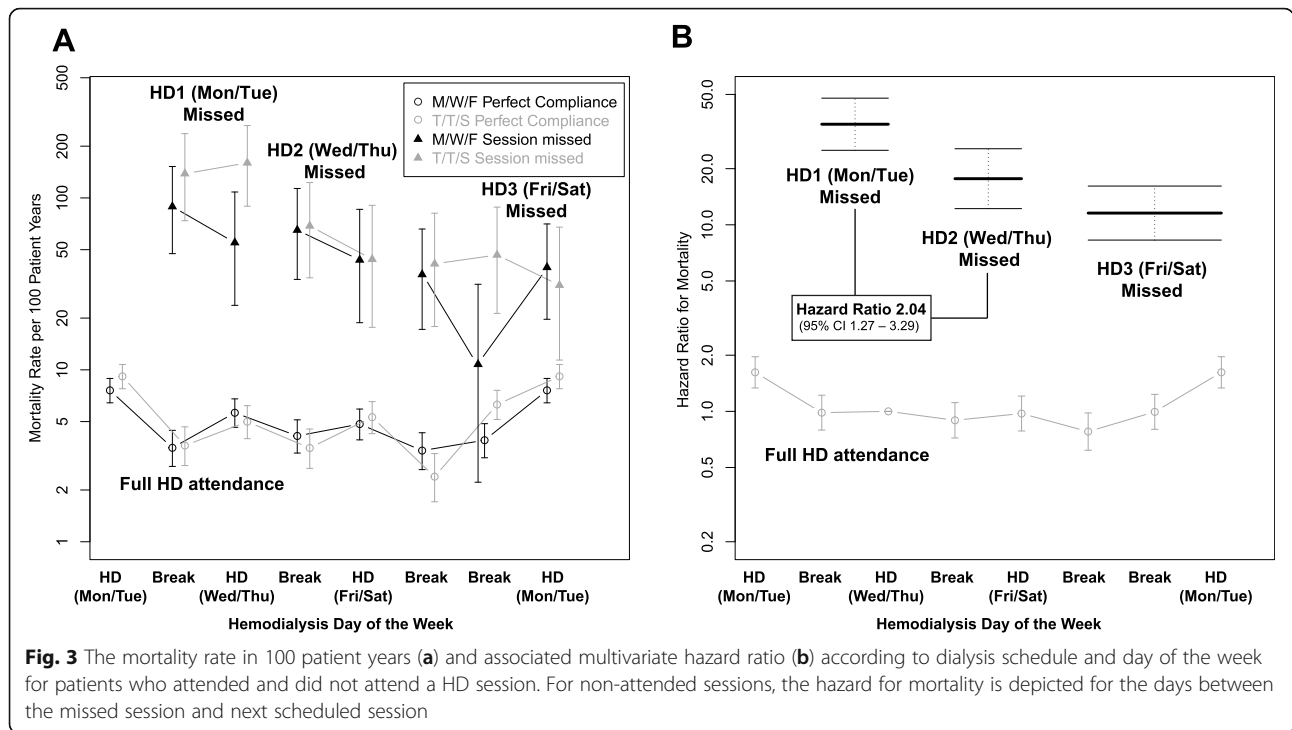 A
Mortality Rate per 100 Patient Years
500
200
100
50
20
10
5
2
1
HD1 (Mon/Tue)
Missed
HD2 (Wed/Thu)
Missed
M/W/F Perfect Compliance
T/T/S Perfect Compliance
M/W/F Session missed
T/T/S Session missed
HD3 (Fri/Sat)
Missed
Full HD attendance
HD
(Mon/Tue)
Break
HD
(Wed/Thu)
Break
HD
(Fri/Sat)
Break
Break
HD
(Mon/Tue)
Hemodialysis Day of the Week
B
Hazard Ratio for Mortality
50.0
20.0
10.0
5.0
2.0
1.0
0.5
0.2
HD1 (Mon/Tue)
Missed
HD2 (Wed/Thu)
Missed
HD3 (Fri/Sat)
Missed
Hazard Ratio 2.04
(95% CI 1.27 – 3.29)
Full HD attendance
HD
(Mon/Tue)
Break
HD
(Wed/Thu)
Break
HD
(Fri/Sat)
Break
Break
HD
(Mon/Tue)
Hemodialysis Day of the Week
Fig. 3 The mortality rate in 100 patient years (a) and associated multivariate hazard ratio (b) according to dialysis schedule and day of the week
for patients who attended and did not attend a HD session. For non-attended sessions, the hazard for mortality is depicted for the days between
the missed session and next scheduled session